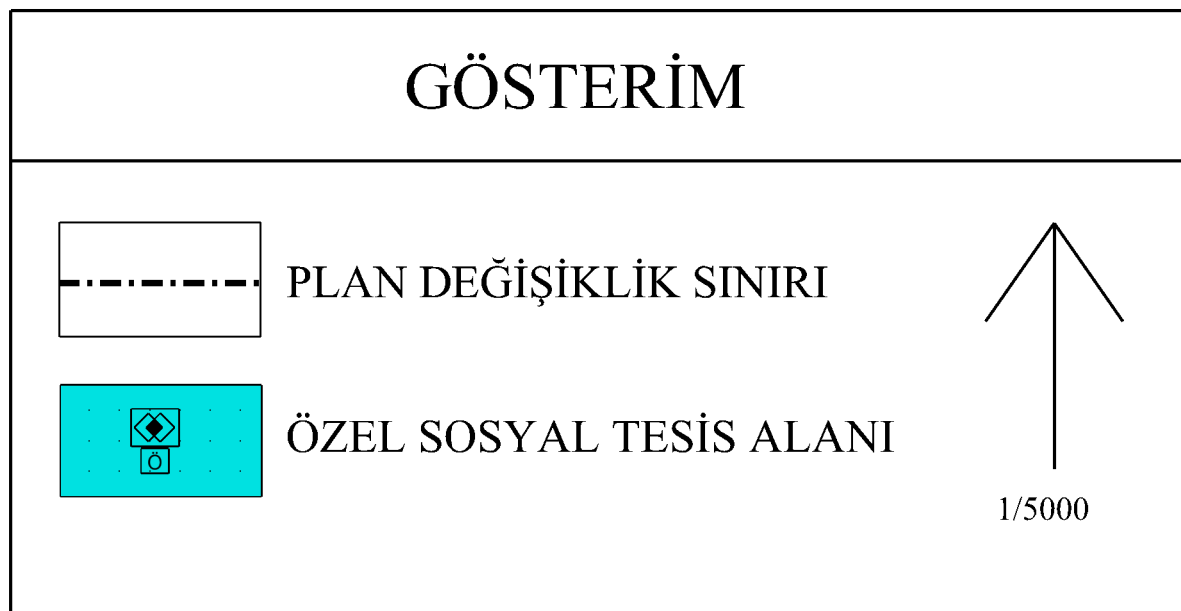 GÖSTERİM
PLAN DEĞİŞİKLİK SINIRI
Ö
ÖZEL SOSYAL TESİS ALANI
1/5000